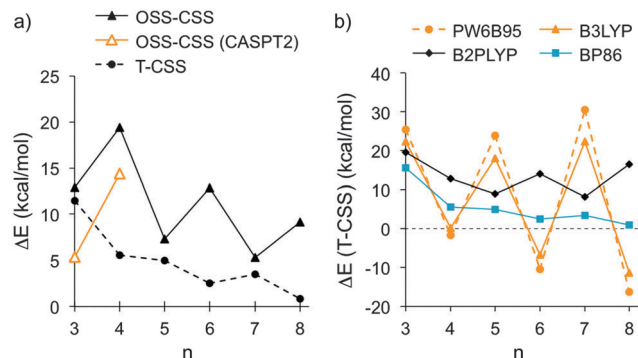 a)
OSS-CSS
OSS-CSS (CASPT2)
T-CSS
ΔE (kcal/mol)
25
20
15
10
5
0
3 4 5 6 7 8
n
b)
PW6B95 B3LYP
B2PLYP BP86
ΔE (T-CSS) (kcal/mol)
40
30
20
10
0
-10
-20
3 4 5 6 7 8
n